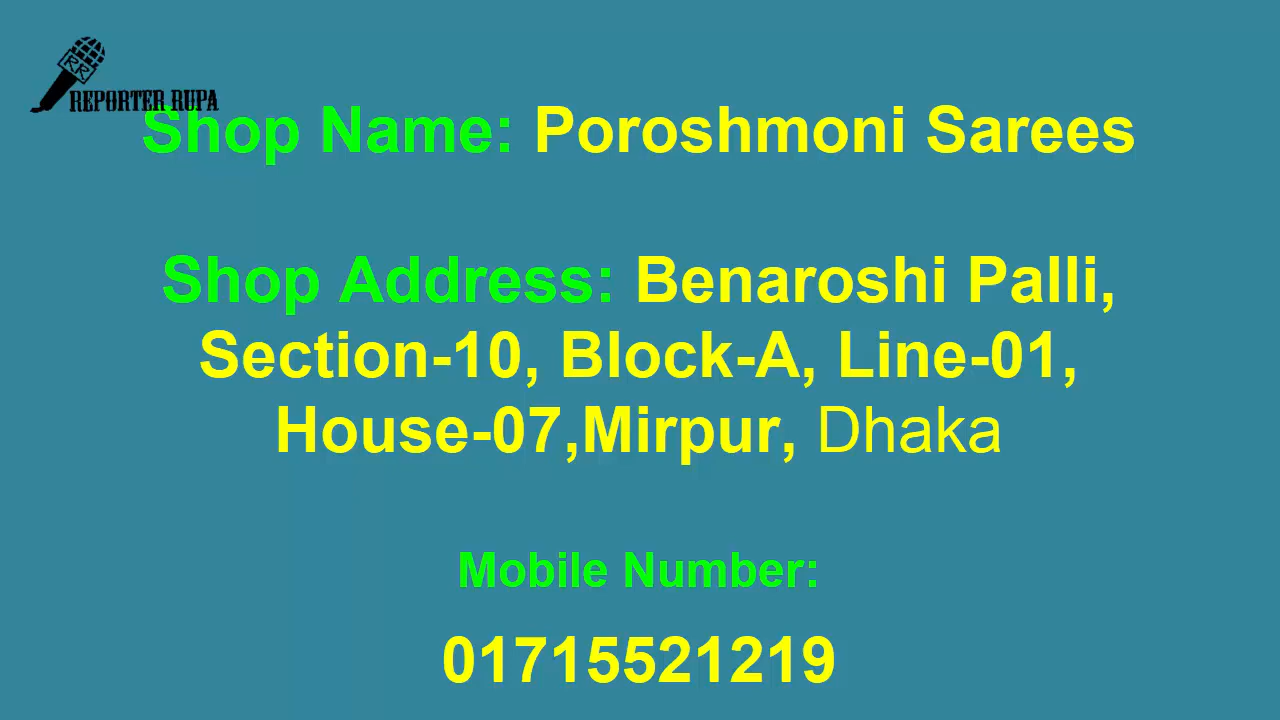 RR
REPORTER RUPA
Shop Name: Poroshmoni Sarees
Shop Address: Benaroshi Palli,
Section-10, Block-A, Line-01,
House-07,Mirpur, Dhaka
Mobile Number:
01715521219